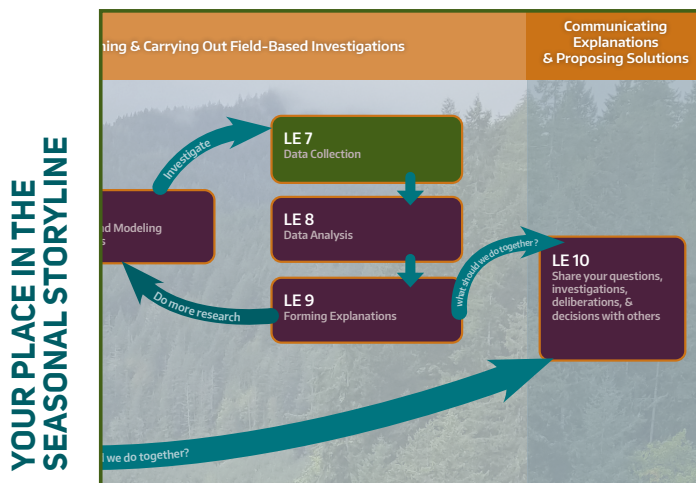 YOUR PLACE IN THE
SEASONAL STORYLINE
& Carrying Out Field-Based Investigations
Communicating
Explanations
& Proposing Solutions
Investigate
LE 7
Data Collection
Modeling
LE 8
Data Analysis
Do more research
LE 9
Forming Explanations
what should we do together?
LE 10
Share your questions,
investigations,
deliberations, &
decisions with others
we do together?